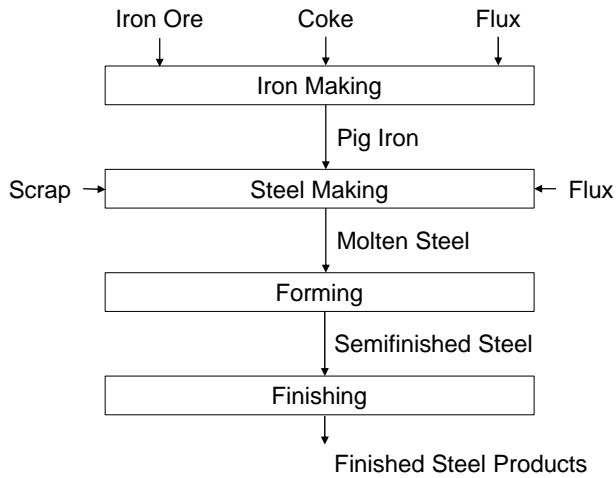 Iron Ore
Coke
Flux
Iron Making
Pig Iron
Scrap
Steel Making
Flux
Molten Steel
Forming
Semifinished Steel
Finishing
Finished Steel Products